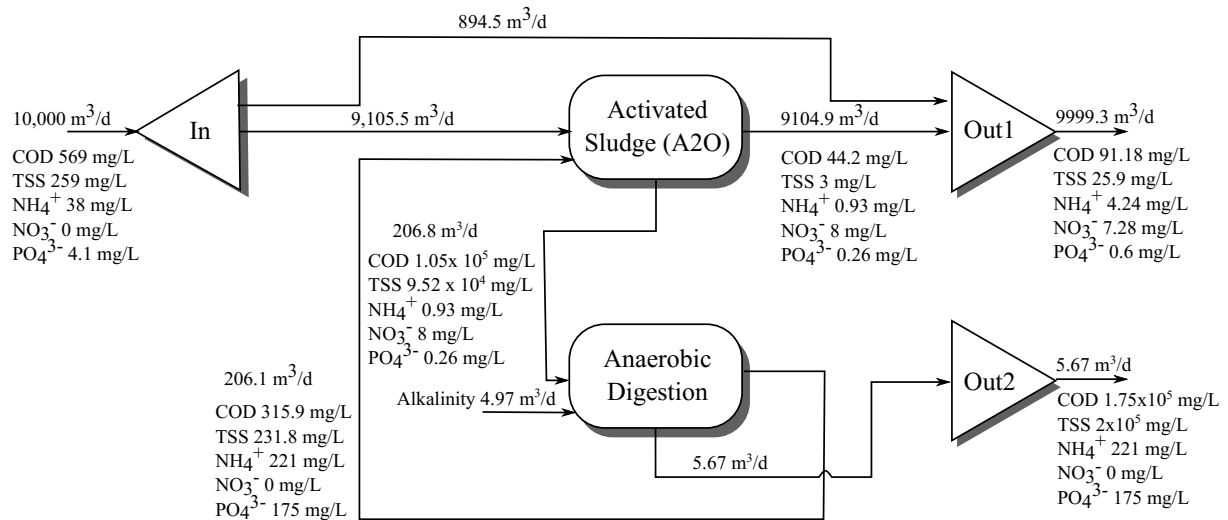 894.5 m³/d
10,000 m³/d
In
9,105.5 m³/d
Activated
Sludge (A2O)
9104.9 m³/d
Out1
9999.3 m³/d
COD 569 mg/L
TSS 259 mg/L
NH₄⁺ 38 mg/L
NO₃⁻ 0 mg/L
PO₄³⁻ 4.1 mg/L
COD 44.2 mg/L
TSS 3 mg/L
NH₄⁺ 0.93 mg/L
NO₃⁻ 8 mg/L
PO₄³⁻ 0.26 mg/L
COD 91.18 mg/L
TSS 25.9 mg/L
NH₄⁺ 4.24 mg/L
NO₃⁻ 7.28 mg/L
PO₄³⁻ 0.6 mg/L
206.8 m³/d
COD 1.05x 10⁵ mg/L
TSS 9.52 x 10⁴ mg/L
NH₄⁺ 0.93 mg/L
NO₃⁻ 8 mg/L
PO₄³⁻ 0.26 mg/L
Anaerobic
Digestion
Alkalinity 4.97 m³/d
5.67 m³/d
Out2
5.67 m³/d
COD 1.75x10⁵ mg/L
TSS 2x10⁵ mg/L
NH₄⁺ 221 mg/L
NO₃⁻ 0 mg/L
PO₄³⁻ 175 mg/L
206.1 m³/d
COD 315.9 mg/L
TSS 231.8 mg/L
NH₄⁺ 221 mg/L
NO₃⁻ 0 mg/L
PO₄³⁻ 175 mg/L